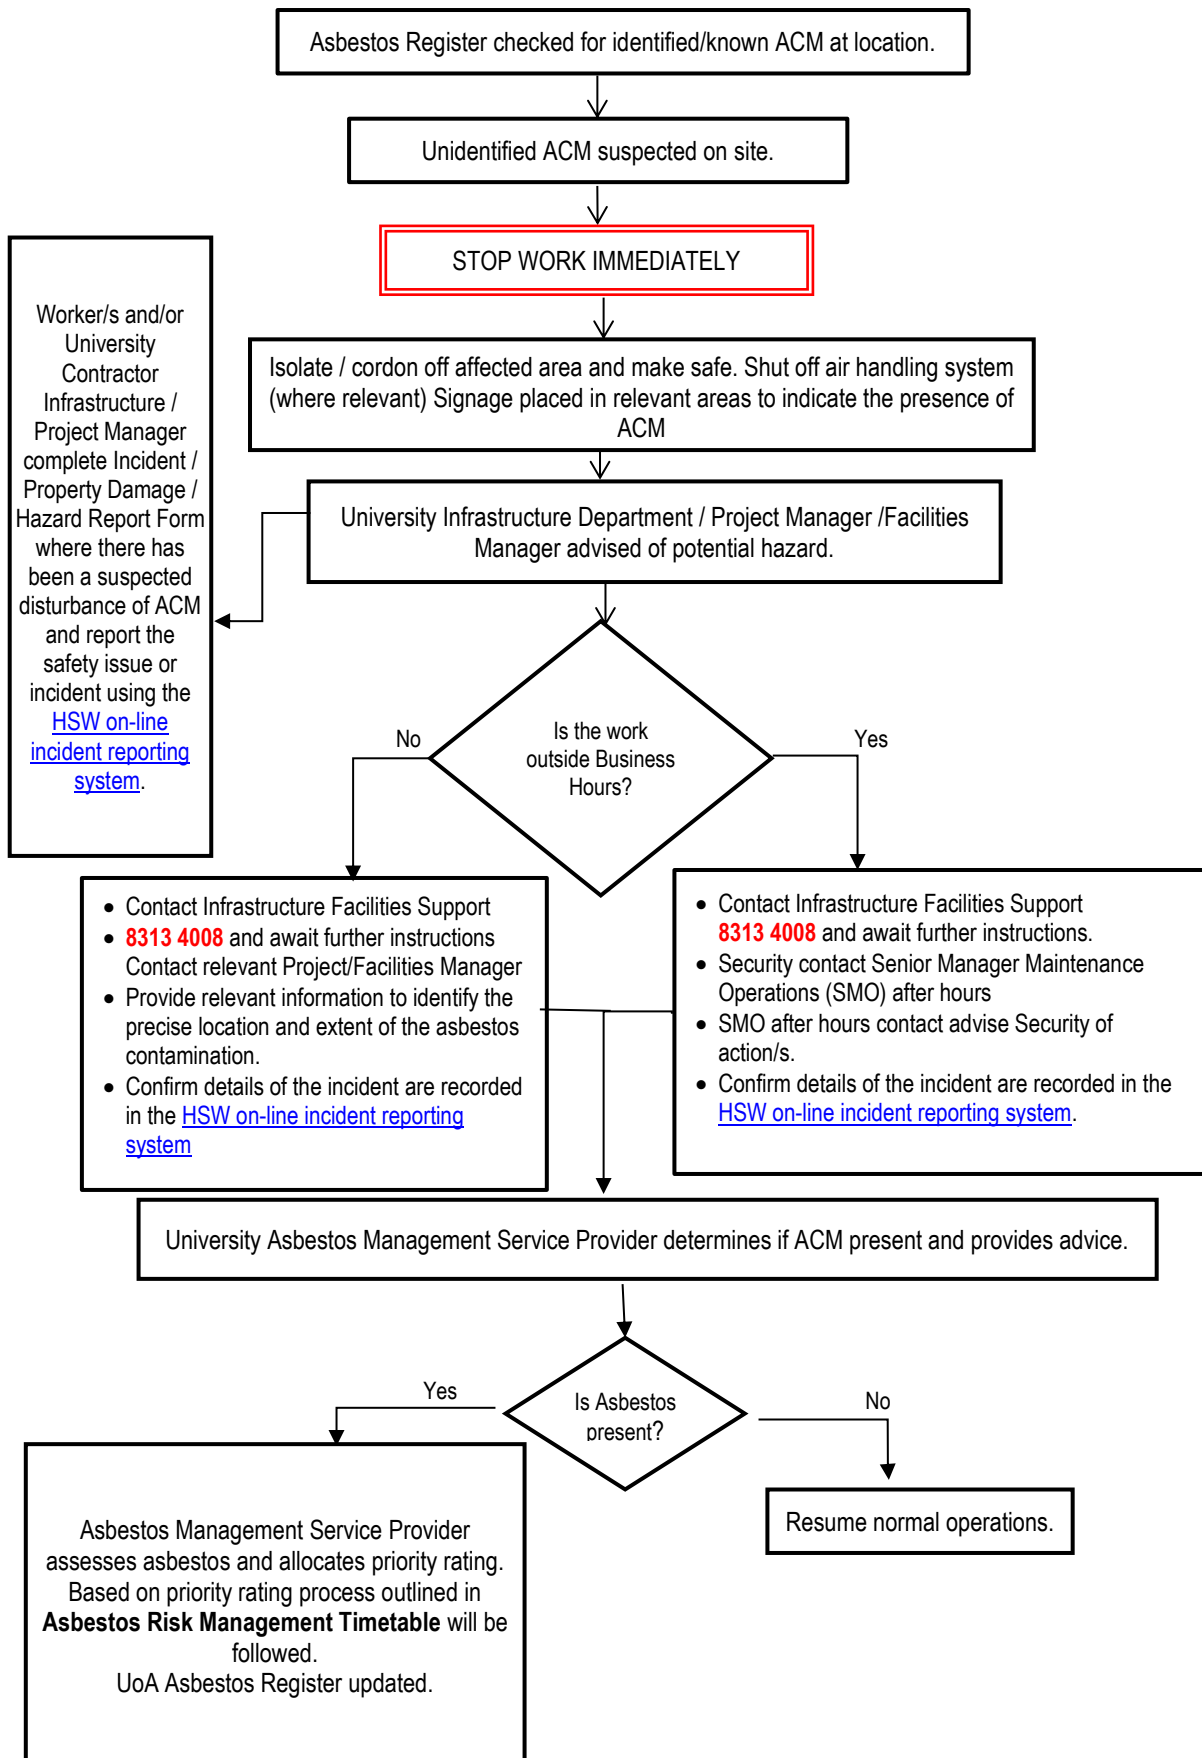 Asbestos Register checked for identified/known ACM at location.
Unidentified ACM suspected on site.
STOP WORK IMMEDIATELY
Isolate / cordon off affected area and make safe. Shut off air handling system
(where relevant) Signage placed in relevant areas to indicate the presence of
ACM
University Infrastructure Department / Project Manager /Facilities
Manager advised of potential hazard.
Worker/s and/or
University
Contractor
Infrastructure /
Project Manager
complete Incident /
Property Damage /
Hazard Report Form
where there has
been a suspected
disturbance of ACM
and report the
safety issue or
incident using the
HSW on-line
incident reporting
system.
Is the work
outside Business
Hours?
No
Yes
• Contact Infrastructure Facilities Support
• 8313 4008 and await further instructions
Contact relevant Project/Facilities Manager
• Provide relevant information to identify the
precise location and extent of the asbestos
contamination.
• Confirm details of the incident are recorded
in the HSW on-line incident reporting
system
• Contact Infrastructure Facilities Support
8313 4008 and await further instructions.
• Security contact Senior Manager Maintenance
Operations (SMO) after hours
• SMO after hours contact advise Security of
action/s.
• Confirm details of the incident are recorded in the
HSW on-line incident reporting system.
University Asbestos Management Service Provider determines if ACM present and provides advice.
Is Asbestos
present?
Yes
No
Asbestos Management Service Provider
assesses asbestos and allocates priority rating.
Based on priority rating process outlined in
Asbestos Risk Management Timetable will be
followed.
UoA Asbestos Register updated.
Resume normal operations.